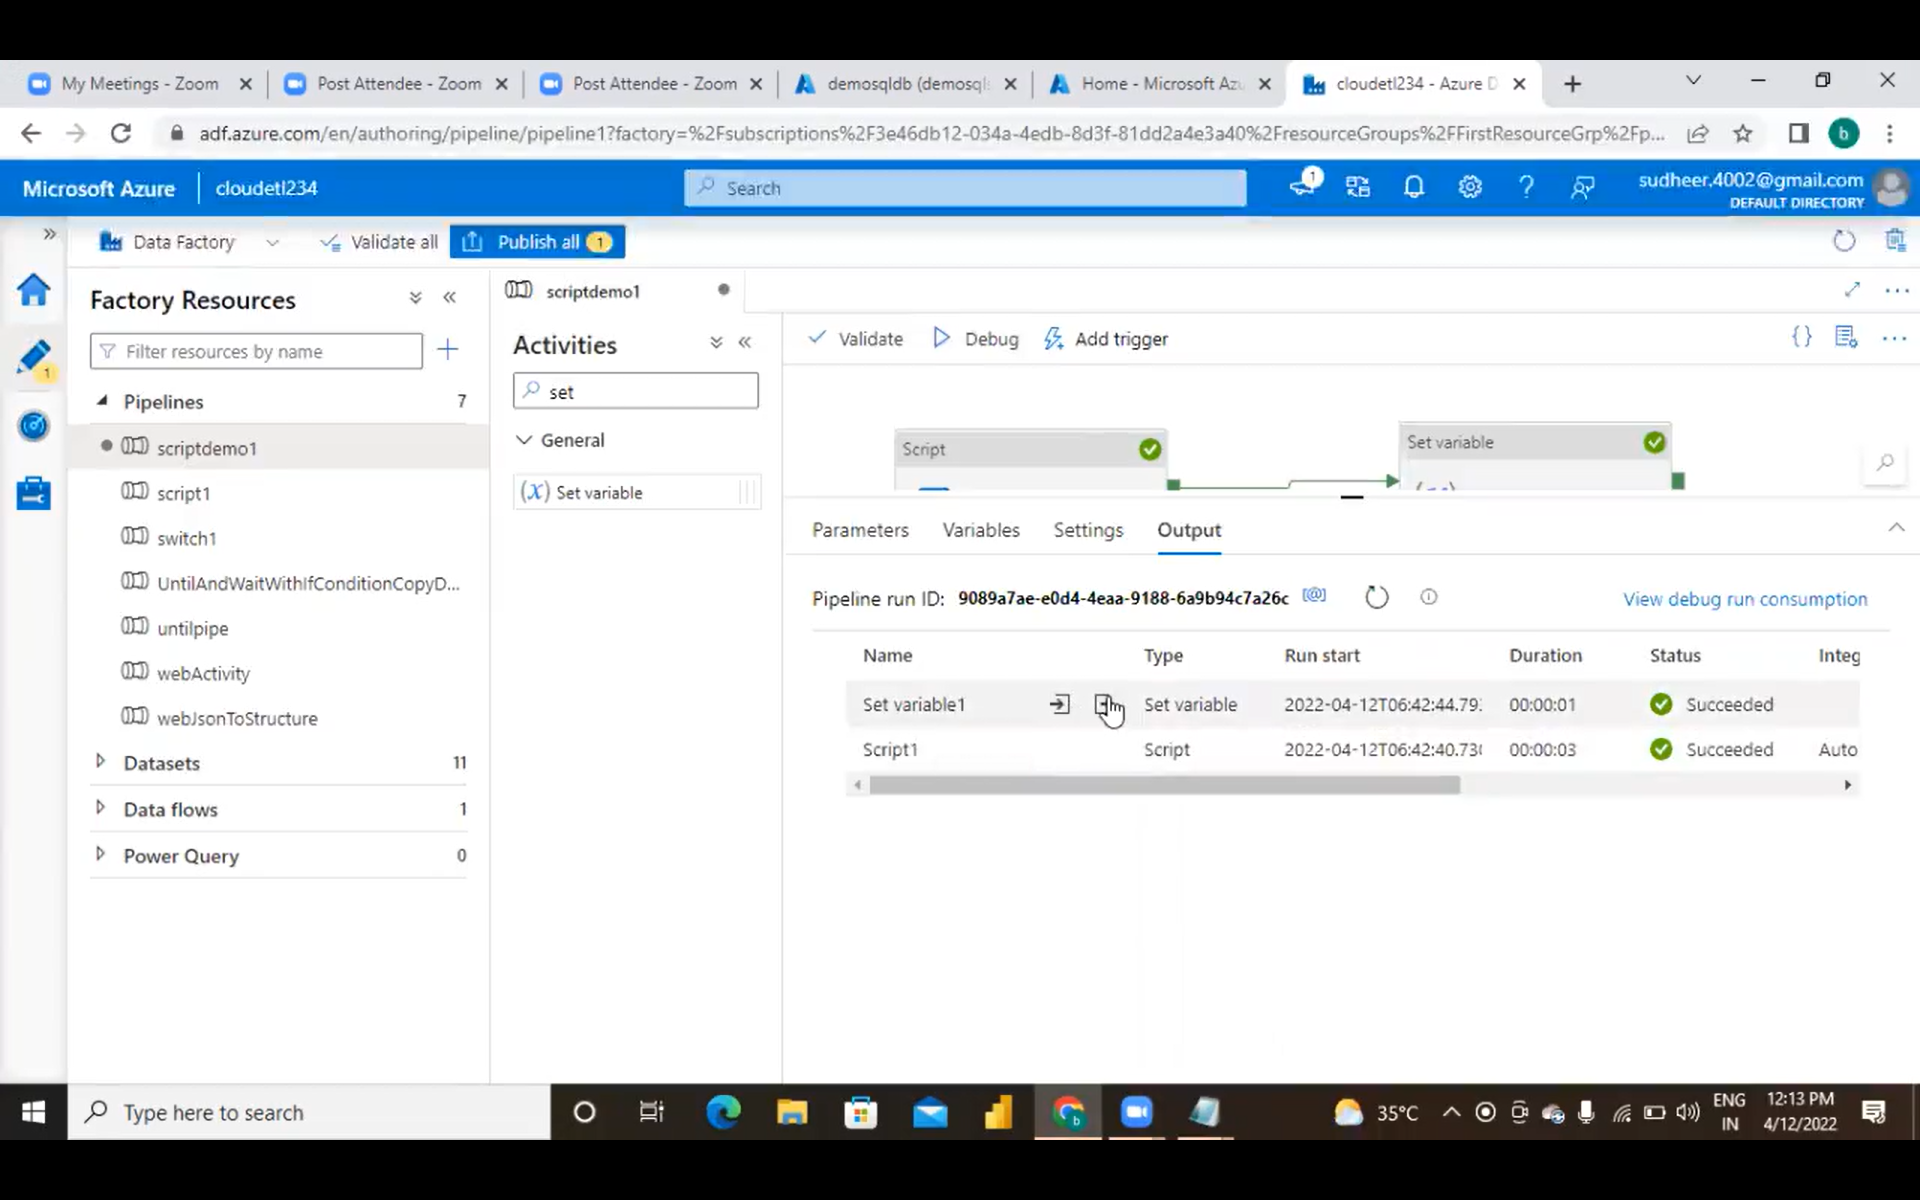 My Meetings - Zoom
Post Attendee - Zoom
Post Attendee - Zoom
demosqldb (demosql
Home - Microsoft Azu
cloudetl234 - Azure D
adf.azure.com/en/authoring/pipeline/pipeline1?factory=%2Fsubscriptions%2F3e46db12-034a-4edb-8d3f-81dd2a4e3a40%2FresourceGroups%2FFirstResourceGrp%2Fp...
b
Microsoft Azure
cloudetl234
Search
1
sudheer.4002@gmail.com
DEFAULT DIRECTORY
Data Factory
Validate all
Publish all 1
Factory Resources
scriptdemo1
Filter resources by name
Activities
set
Validate
Debug
Add trigger
1
Pipelines 7
scriptdemo1
script1
switch1
UntilAndWaitWithIfConditionCopyD...
untilpipe
webActivity
webJsonToStructure
Datasets 11
Data flows 1
Power Query 0
General
(x) Set variable
Script
Set variable
Parameters
Variables
Settings
Output
Pipeline run ID: 9089a7ae-e0d4-4eaa-9188-6a9b94c7a26c
View debug run consumption
Name Type Run start Duration Status Integ
Set variable1 Set variable 2022-04-12T06:42:44.79 00:00:01 Succeeded
Script1 Script 2022-04-12T06:42:40.73 00:00:03 Succeeded Auto
Type here to search
b
35°C
ENG
IN
12:13 PM
4/12/2022